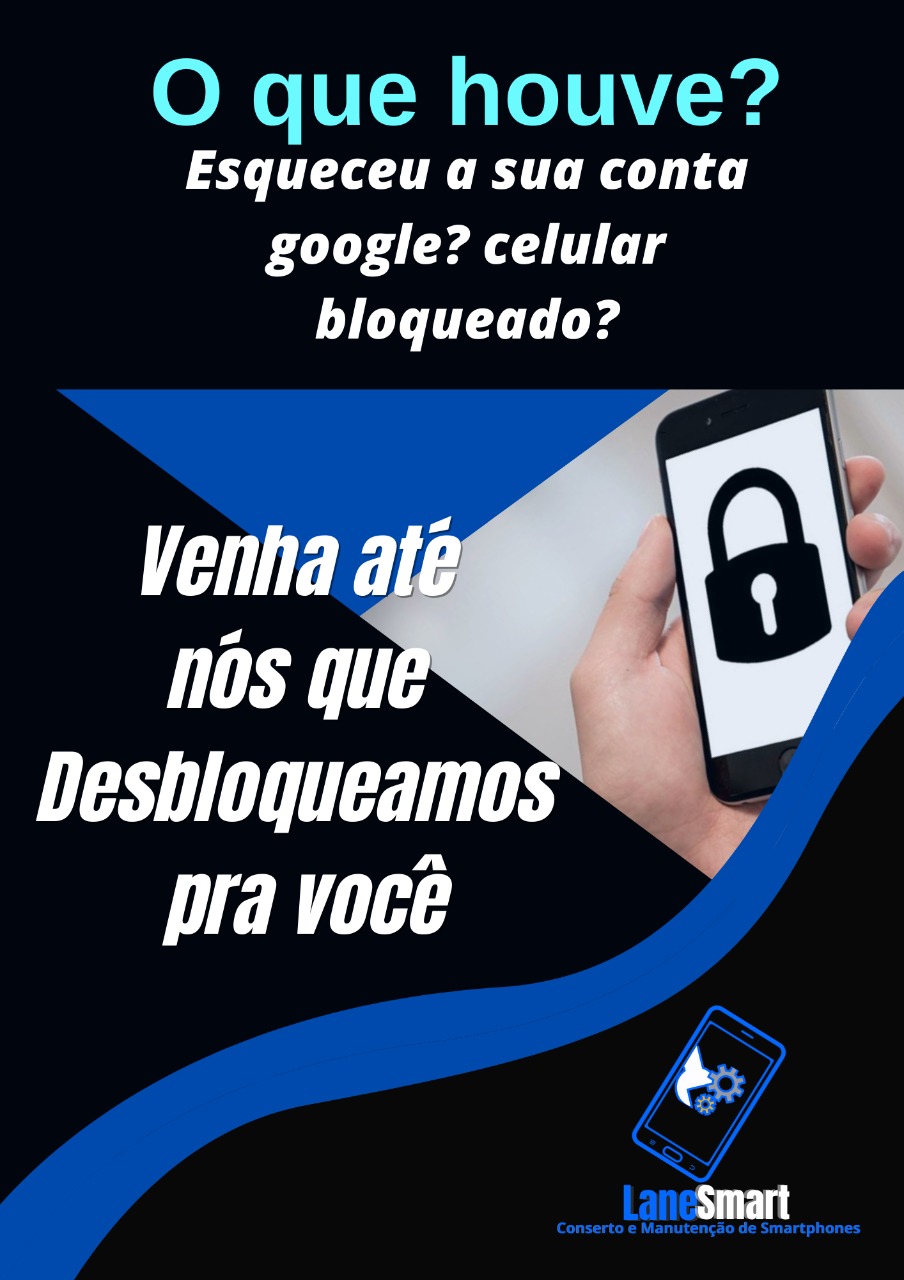 O que houve?
Esqueceu a sua conta
google? celular
bloqueado?
Venha até
nós que
Desbloqueamos
pra você
LaneSmart
Conserto e Manutenção de Smartphones